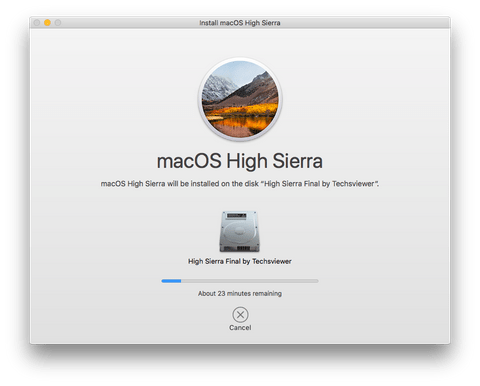 Install macOS High Sierra
macOS High Sierra
macOS High Sierra will be installed on the disk “High Sierra Final by Techsviewer”.
High Sierra Final by Techsviewer
About 23 minutes remaining
Cancel